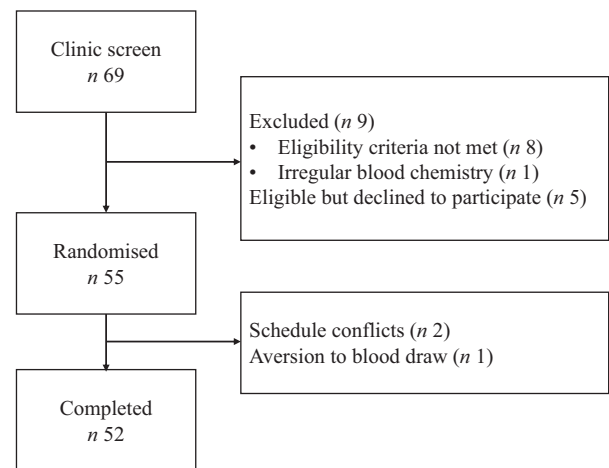 Clinic screen
n 69
Excluded (n 9)
• Eligibility criteria not met (n 8)
• Irregular blood chemistry (n 1)
Eligible but declined to participate (n 5)
Randomised
n 55
Schedule conflicts (n 2)
Aversion to blood draw (n 1)
Completed
n 52